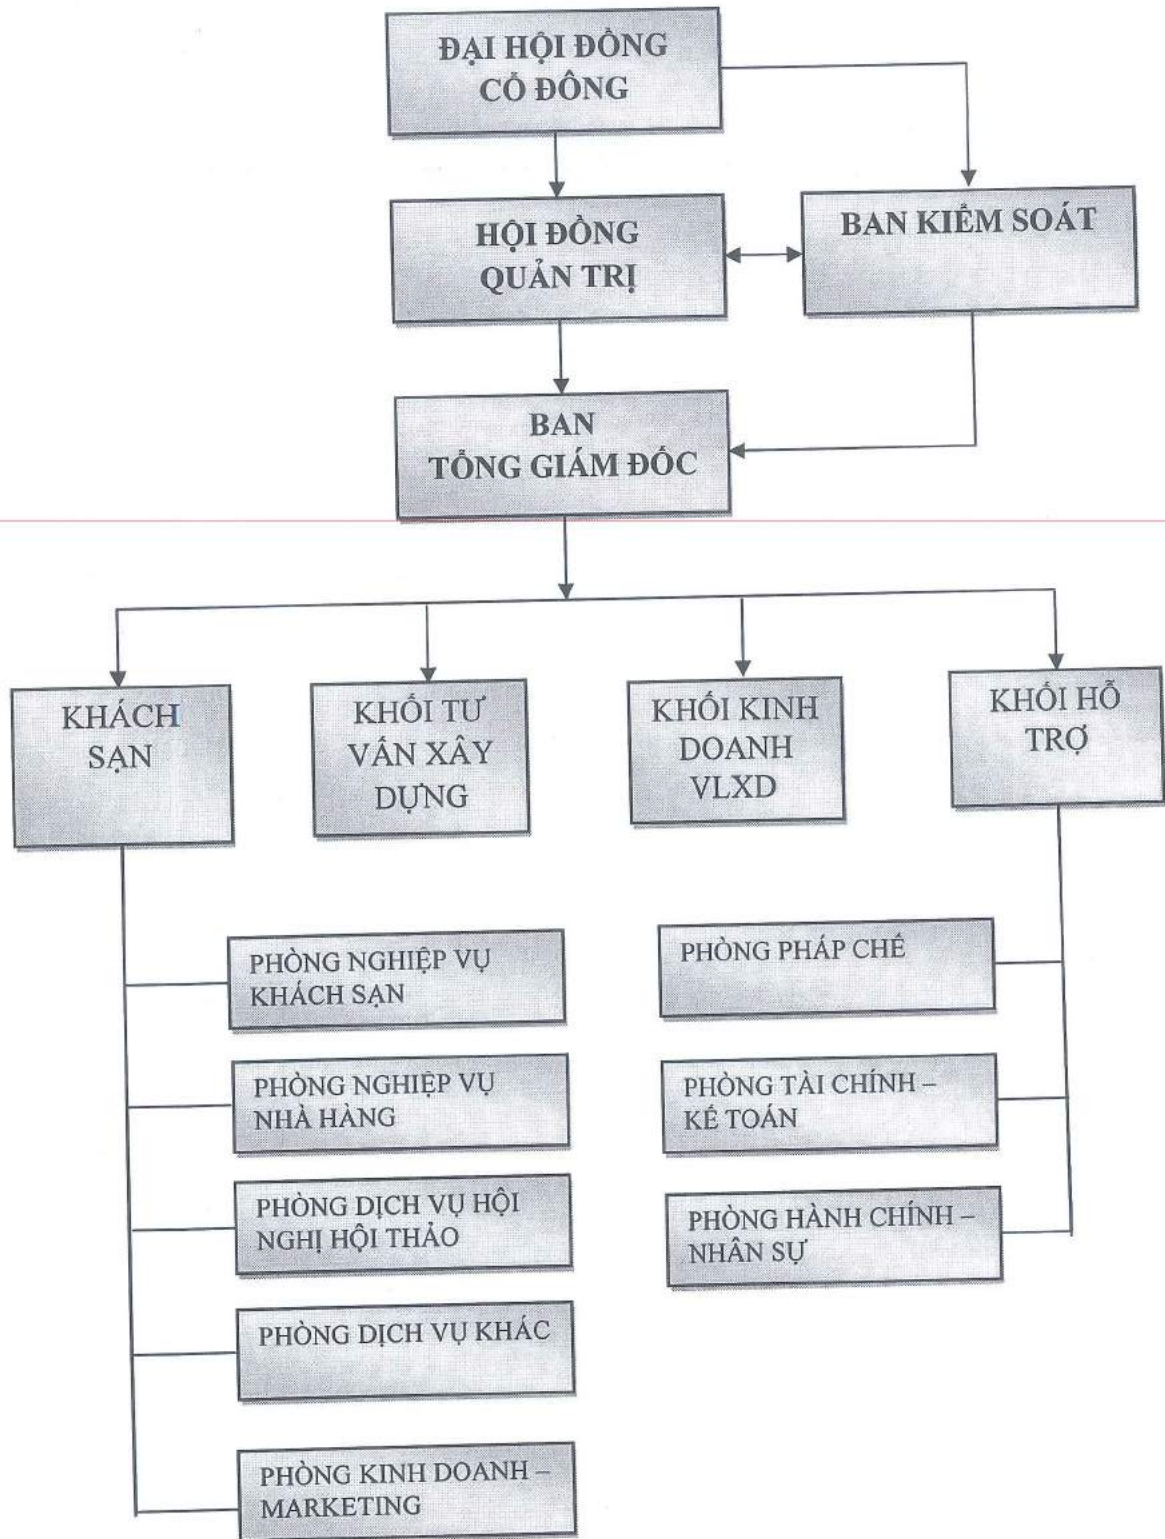 ĐẠI HỘI ĐỒNG
CỔ ĐÔNG
HỘI ĐỒNG
QUẢN TRỊ
BAN KIỂM SOÁT
BAN
TỔNG GIÁM ĐỐC
KHÁCH
SẠN
KHỐI TƯ
VẤN XÂY
DỰNG
KHỐI KINH
DOANH
VLXD
KHỐI HỖ
TRỢ
PHÒNG NGHIỆP VỤ
KHÁCH SẠN
PHÒNG NGHIỆP VỤ
NHÀ HÀNG
PHÒNG DỊCH VỤ HỘI
NGHỊ HỘI THẢO
PHÒNG DỊCH VỤ KHÁC
PHÒNG KINH DOANH –
MARKETING
PHÒNG PHÁP CHẾ
PHÒNG TÀI CHÍNH –
KẾ TOÁN
PHÒNG HÀNH CHÍNH –
NHÂN SỰ